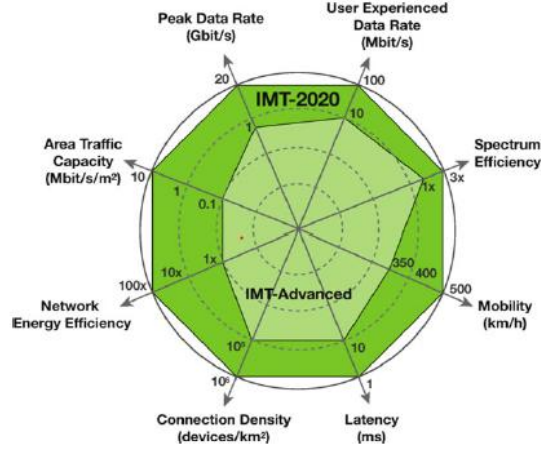 Peak Data Rate
(Gbit/s)
User Experienced
Data Rate
(Mbit/s)
20
100
IMT-2020
1
10
Area Traffic
Capacity
(Mbit/s/m²)
Spectrum
Efficiency
10
1
0.1
1x
3x
1x
10x
100x
350
400
500
IMT-Advanced
Network
Energy Efficiency
Mobility
(km/h)
10⁵
10
10⁶
1
Connection Density
(devices/km²)
Latency
(ms)